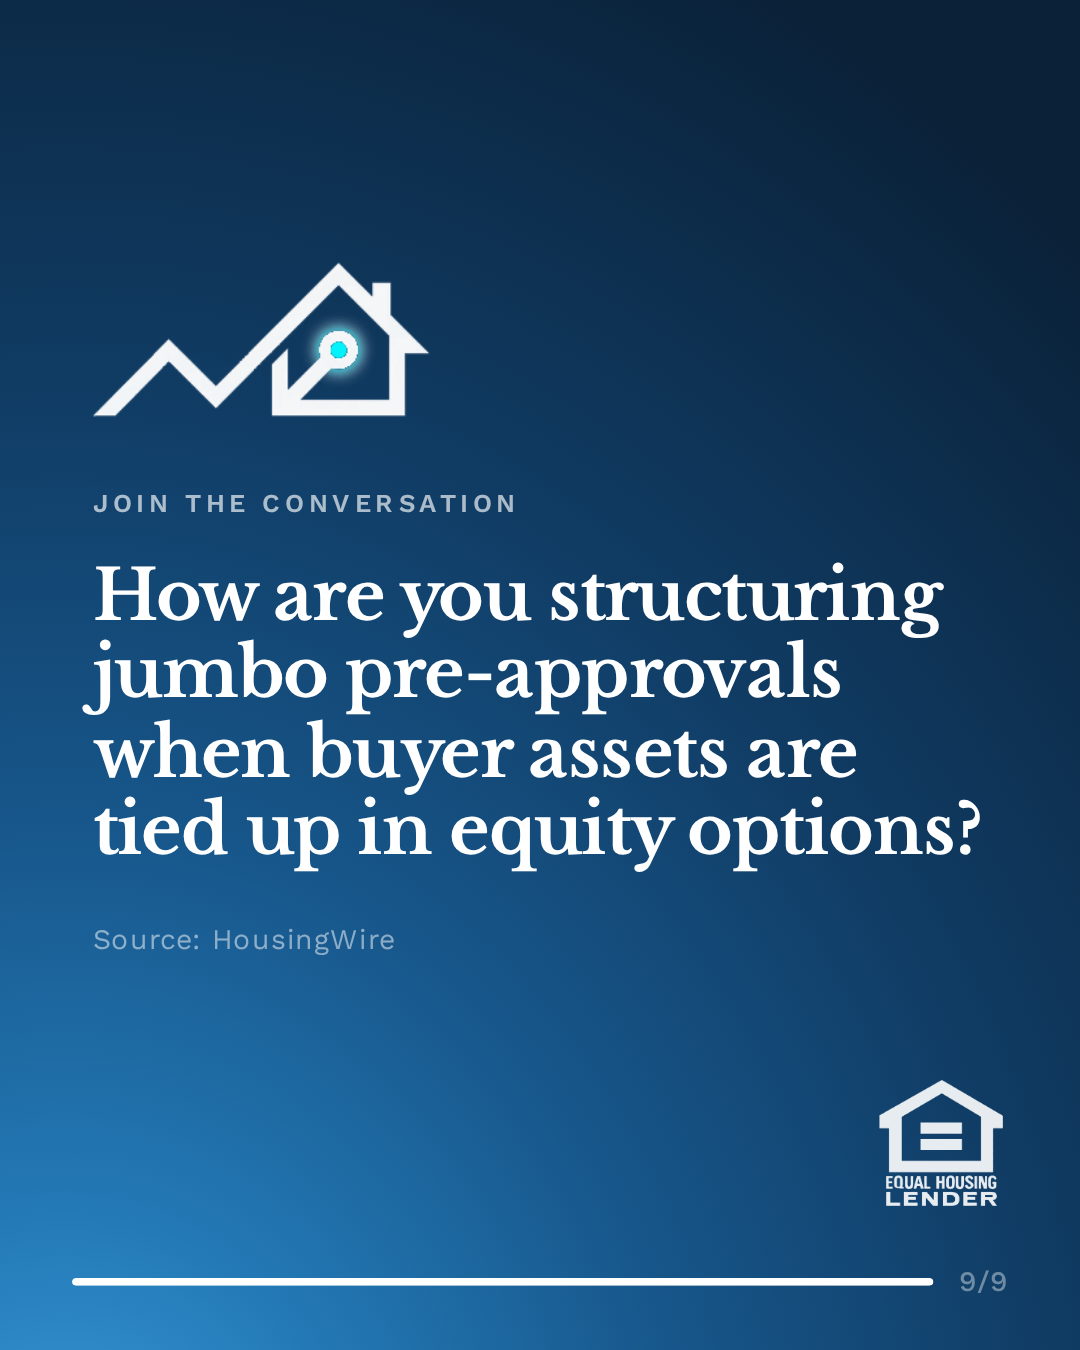 JOIN THE CONVERSATION
How are you structuring
jumbo pre-approvals
when buyer assets are
tied up in equity options?
Source: HousingWire
EQUAL HOUSING
LENDER
9/9